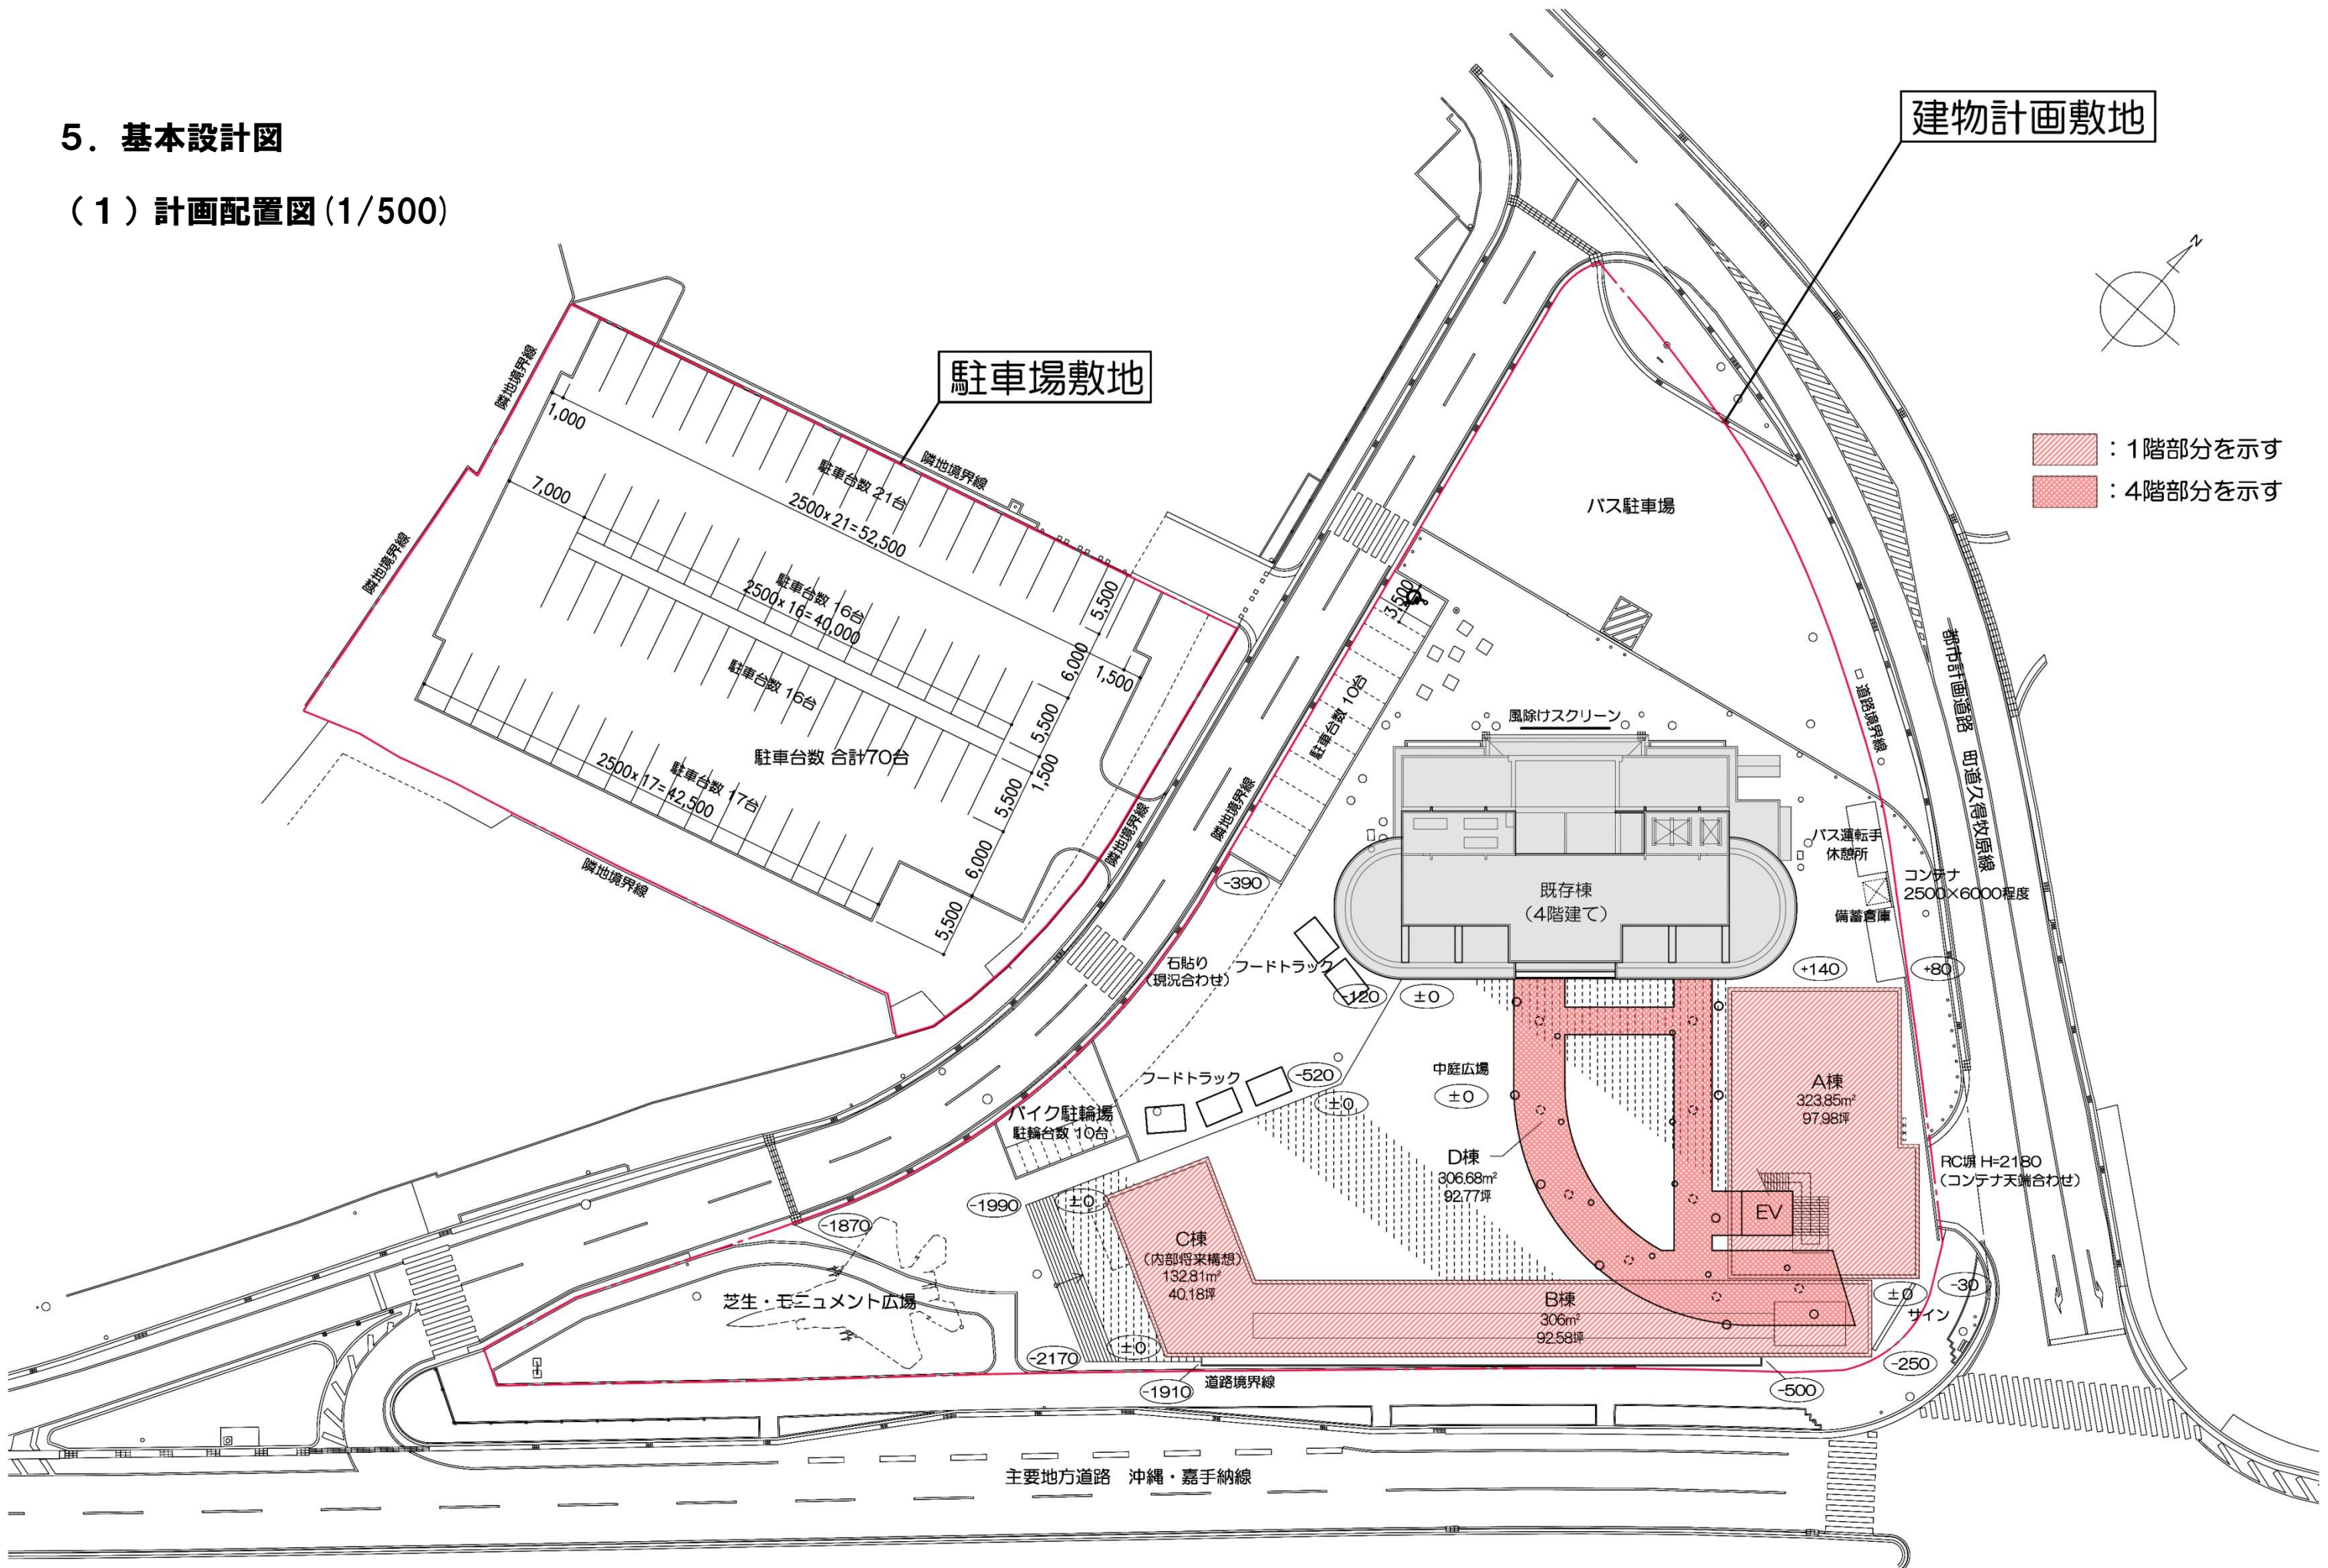 5. 基本設計図
(1)計画配置図(1/500)
建物計画敷地
駐車場敷地
N
:1階部分を示す
:4階部分を示す
隣地境界線
隣地境界線
隣地境界線
1,000
7,000
駐車台数 21台
2500x 21=52,500
駐車台数 16台
2500x 16=40,000
駐車台数 16台
駐車台数 合計70台
駐車台数 17台
2500x 17=42,500
5,500
6,000
1,500
5,500
1,500
5,500
6,000
5,500
隣地境界線
隣地境界線
隣地境界線
バス駐車場
3,500
駐車台数 10台
風除けスクリーン
道路境界線
都市計画道路 町道久得牧原線
バス運転手
休憩所
コンテナ
2500×6000程度
備蓄倉庫
既存棟
(4階建て)
-390
石貼り
(現況合わせ)
フードトラック
-120
±0
+140
+80
フードトラック
-520
±0
中庭広場
±0
A棟
323.85m²
97.98坪
バイク駐輪場
駐輪台数 10台
D棟
306.68m²
92.77坪
RC塀 H=2180
(コンテナ天端合わせ)
-1990
±0
-1870
EV
C棟
(内部将来構想)
132.81m²
40.18坪
芝生・モニュメント広場
B棟
306m²
92.58坪
±0
-30
サイン
-2170
±0
-250
-1910
道路境界線
-500
主要地方道路 沖縄・嘉手納線